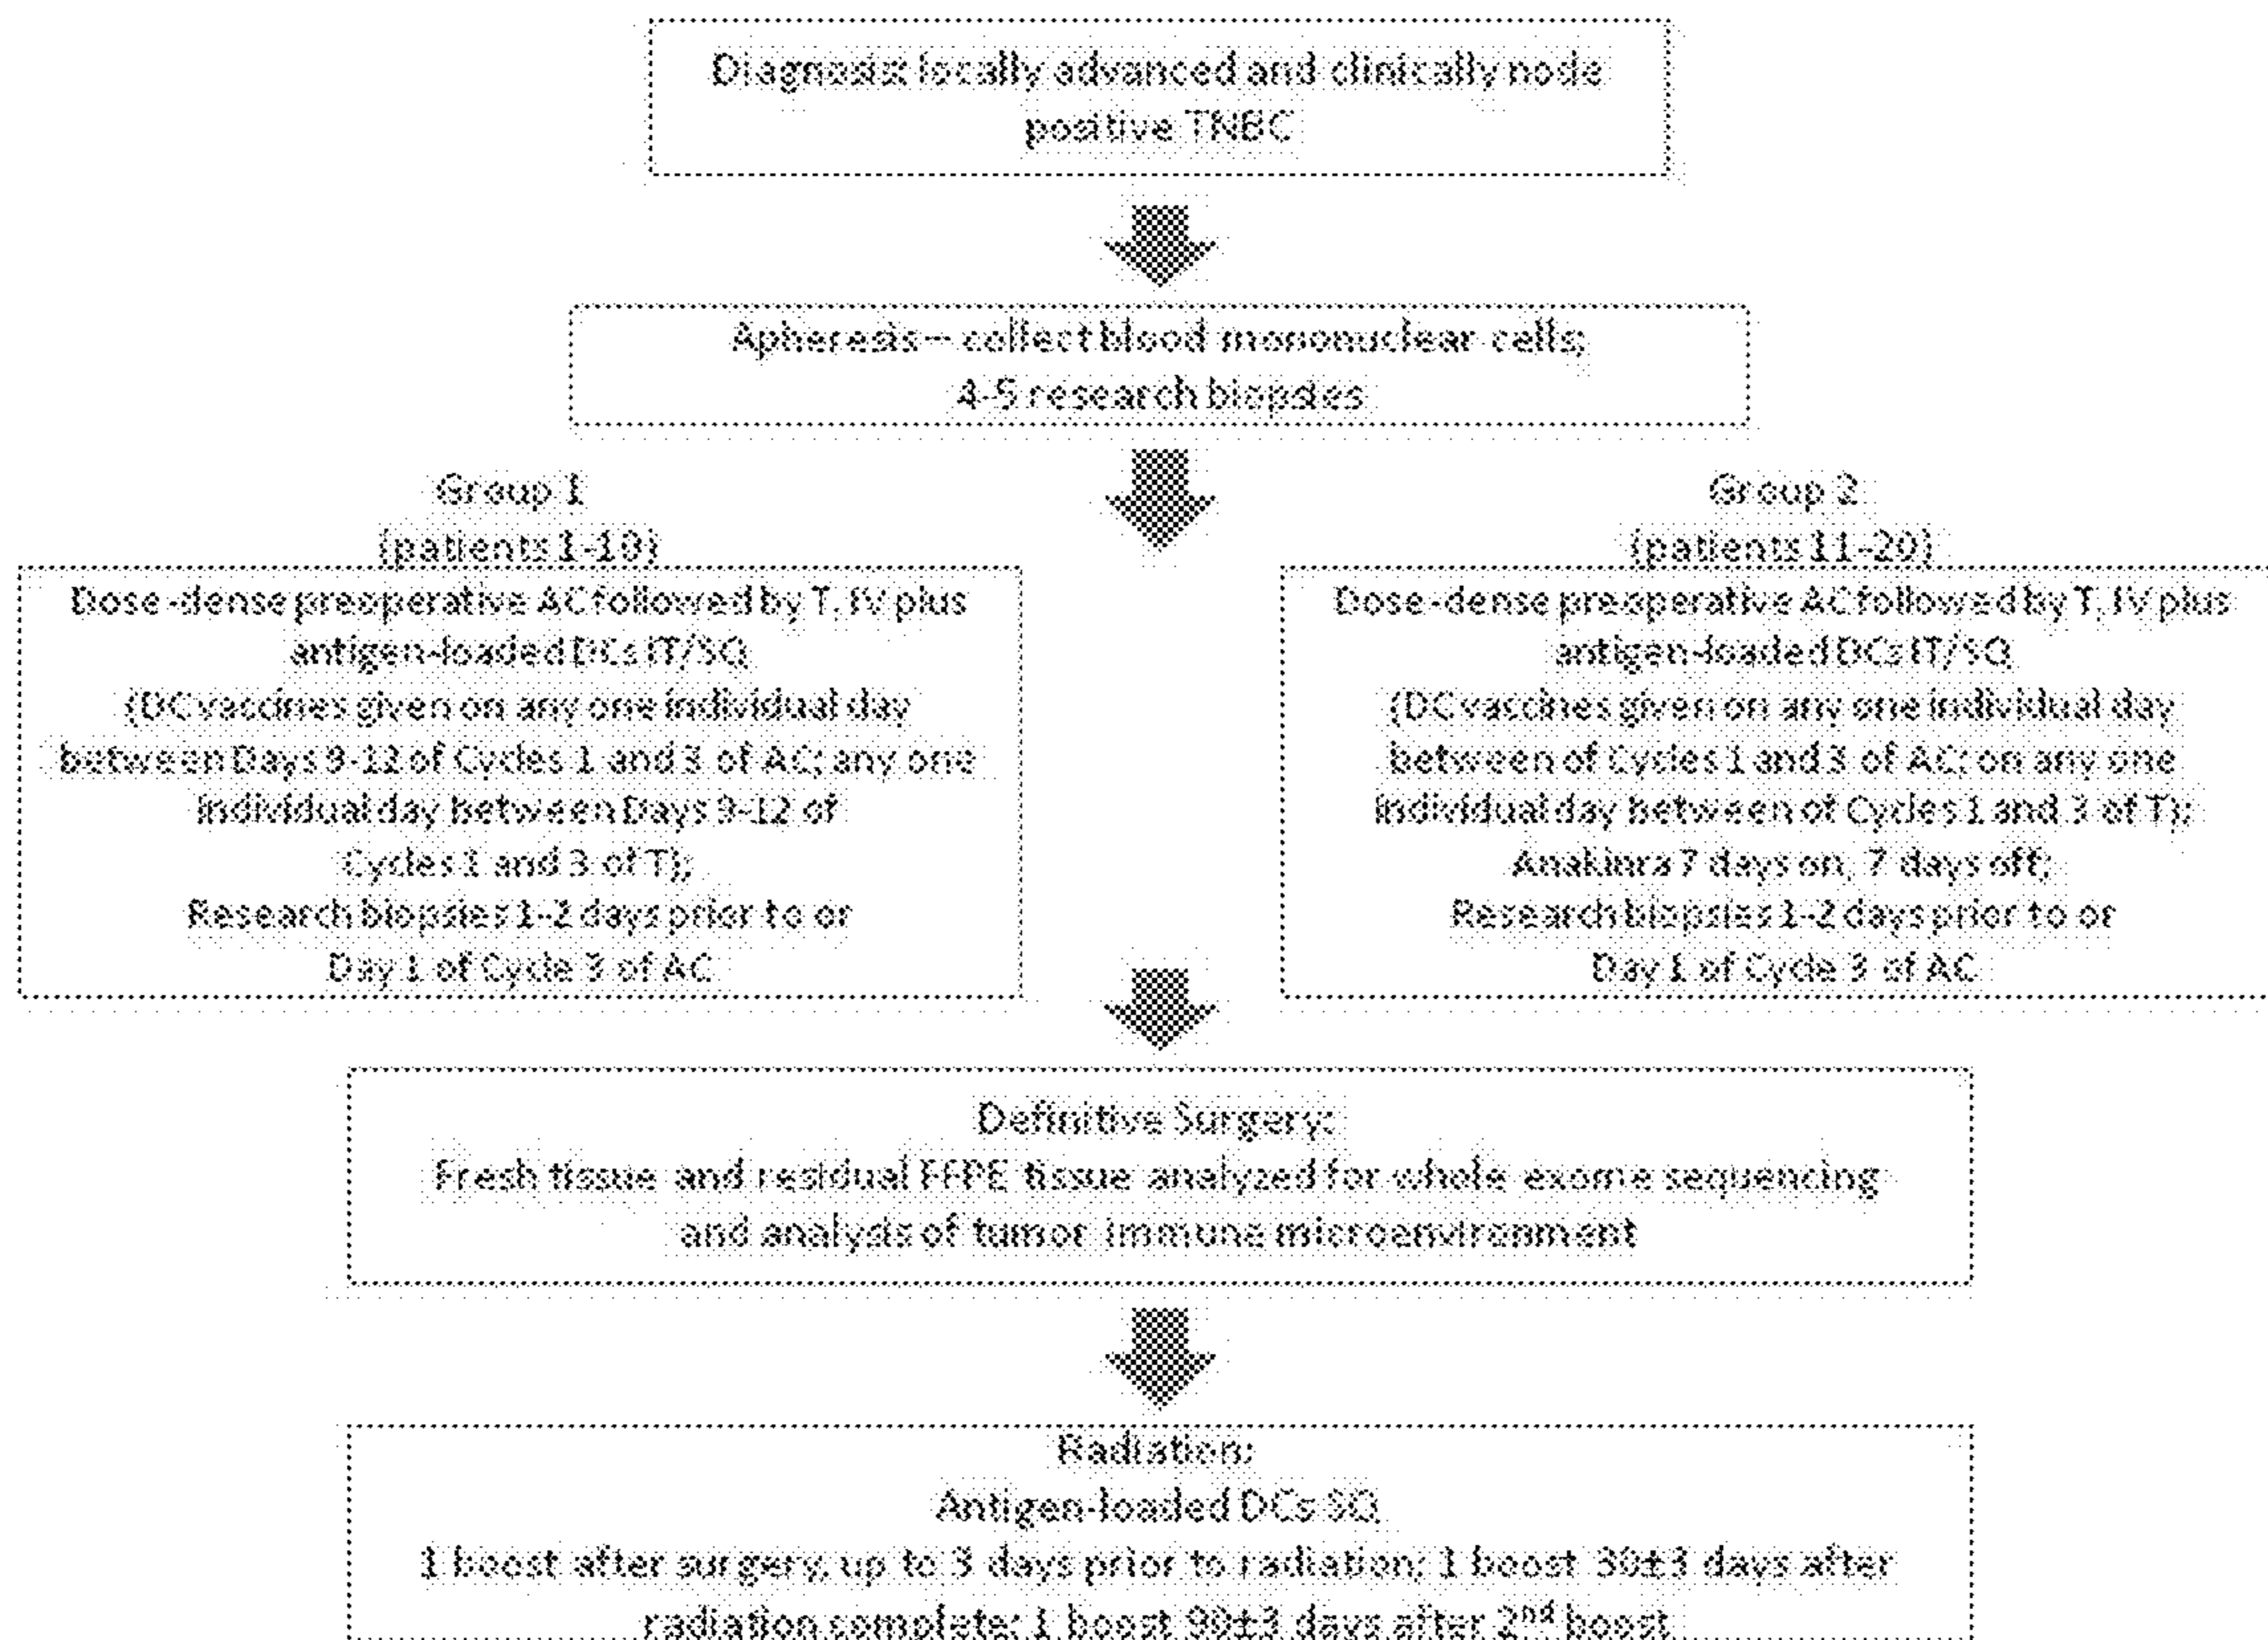 Diagnosis: locally advanced and clinically node
positive TNBC
Apheresis – collect blood mononuclear cells;
4-5 research biopsies
Group 1
(patients 1-10)
Dose-dense preoperative AC followed by T, IV plus
antigen-loaded DCs IT/SQ
(DC vaccines given on any one individual day
between Days 9-12 of Cycles 1 and 3 of AC; any one
individual day between Days 9-12 of
Cycles 1 and 3 of T);
Research biopsies 1-2 days prior to or
Day 1 of Cycle 3 of AC
Group 2
(patients 11-20)
Dose-dense preoperative AC followed by T, IV plus
antigen-loaded DCs IT/SQ
(DC vaccines given on any one individual day
between of Cycles 1 and 3 of AC; on any one
individual day between of Cycles 1 and 3 of T);
Anakinra 7 days on, 7 days off;
Research biopsies 1-2 days prior to or
Day 1 of Cycle 3 of AC
Definitive Surgery:
Fresh tissue and residual FFPE tissue analyzed for whole exome sequencing
and analysis of tumor immune microenvironment
Radiation:
Antigen-loaded DCs SQ
1 boost after surgery, up to 3 days prior to radiation; 1 boost 30±3 days after
radiation complete; 1 boost 90±3 days after 2nd boost